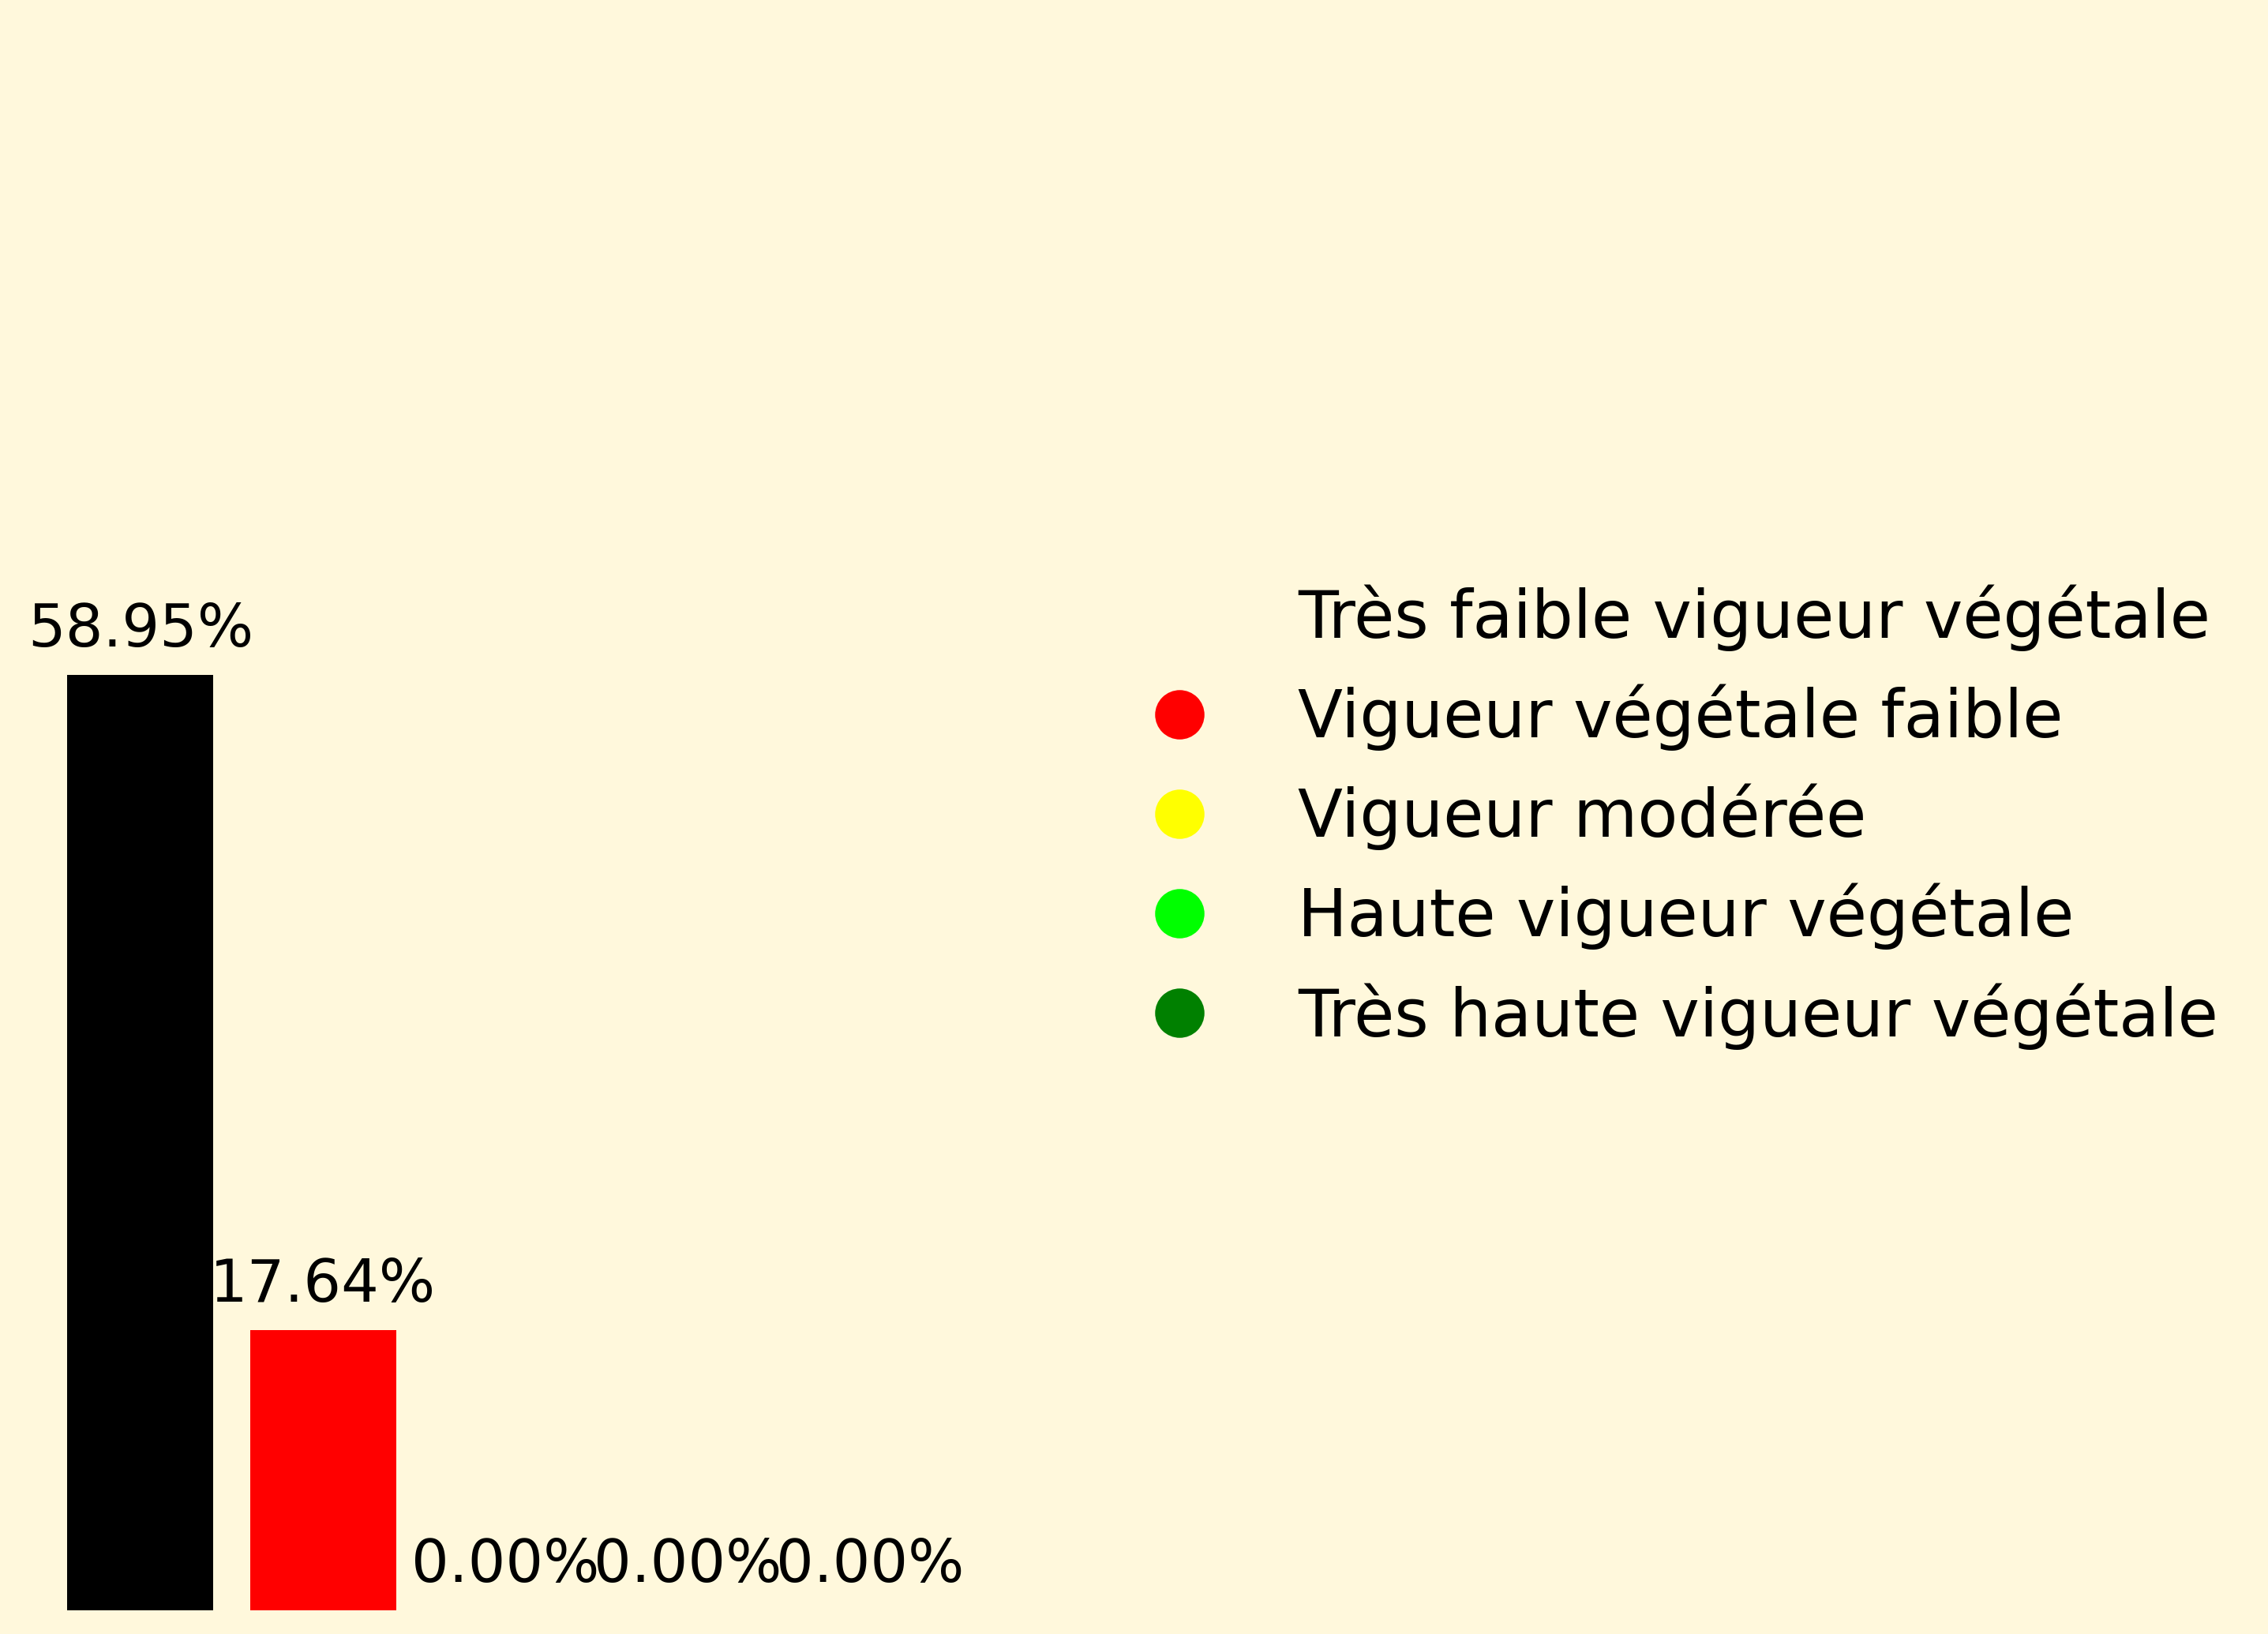 58.95%
17.64%
0.00%
0.00%
0.00%
Très faible vigueur végétale
Vigueur végétale faible
Vigueur modérée
Haute vigueur végétale
Très haute vigueur végétale